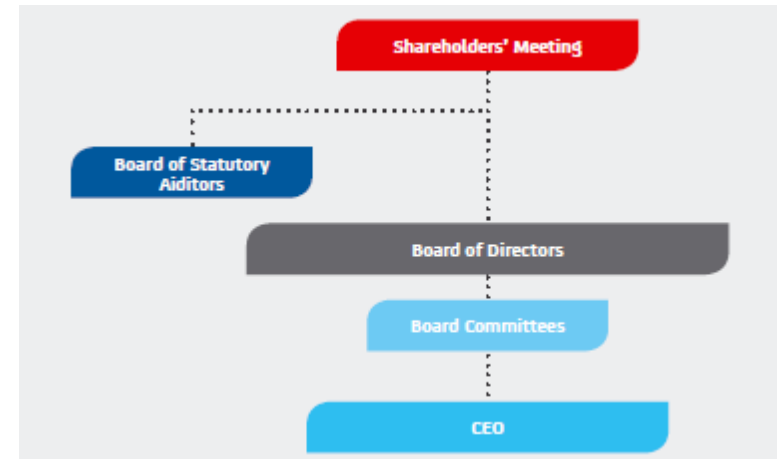 Shareholders' Meeting
Board of Statutory
Aiditors
Board of Directors
Board Committees
CEO